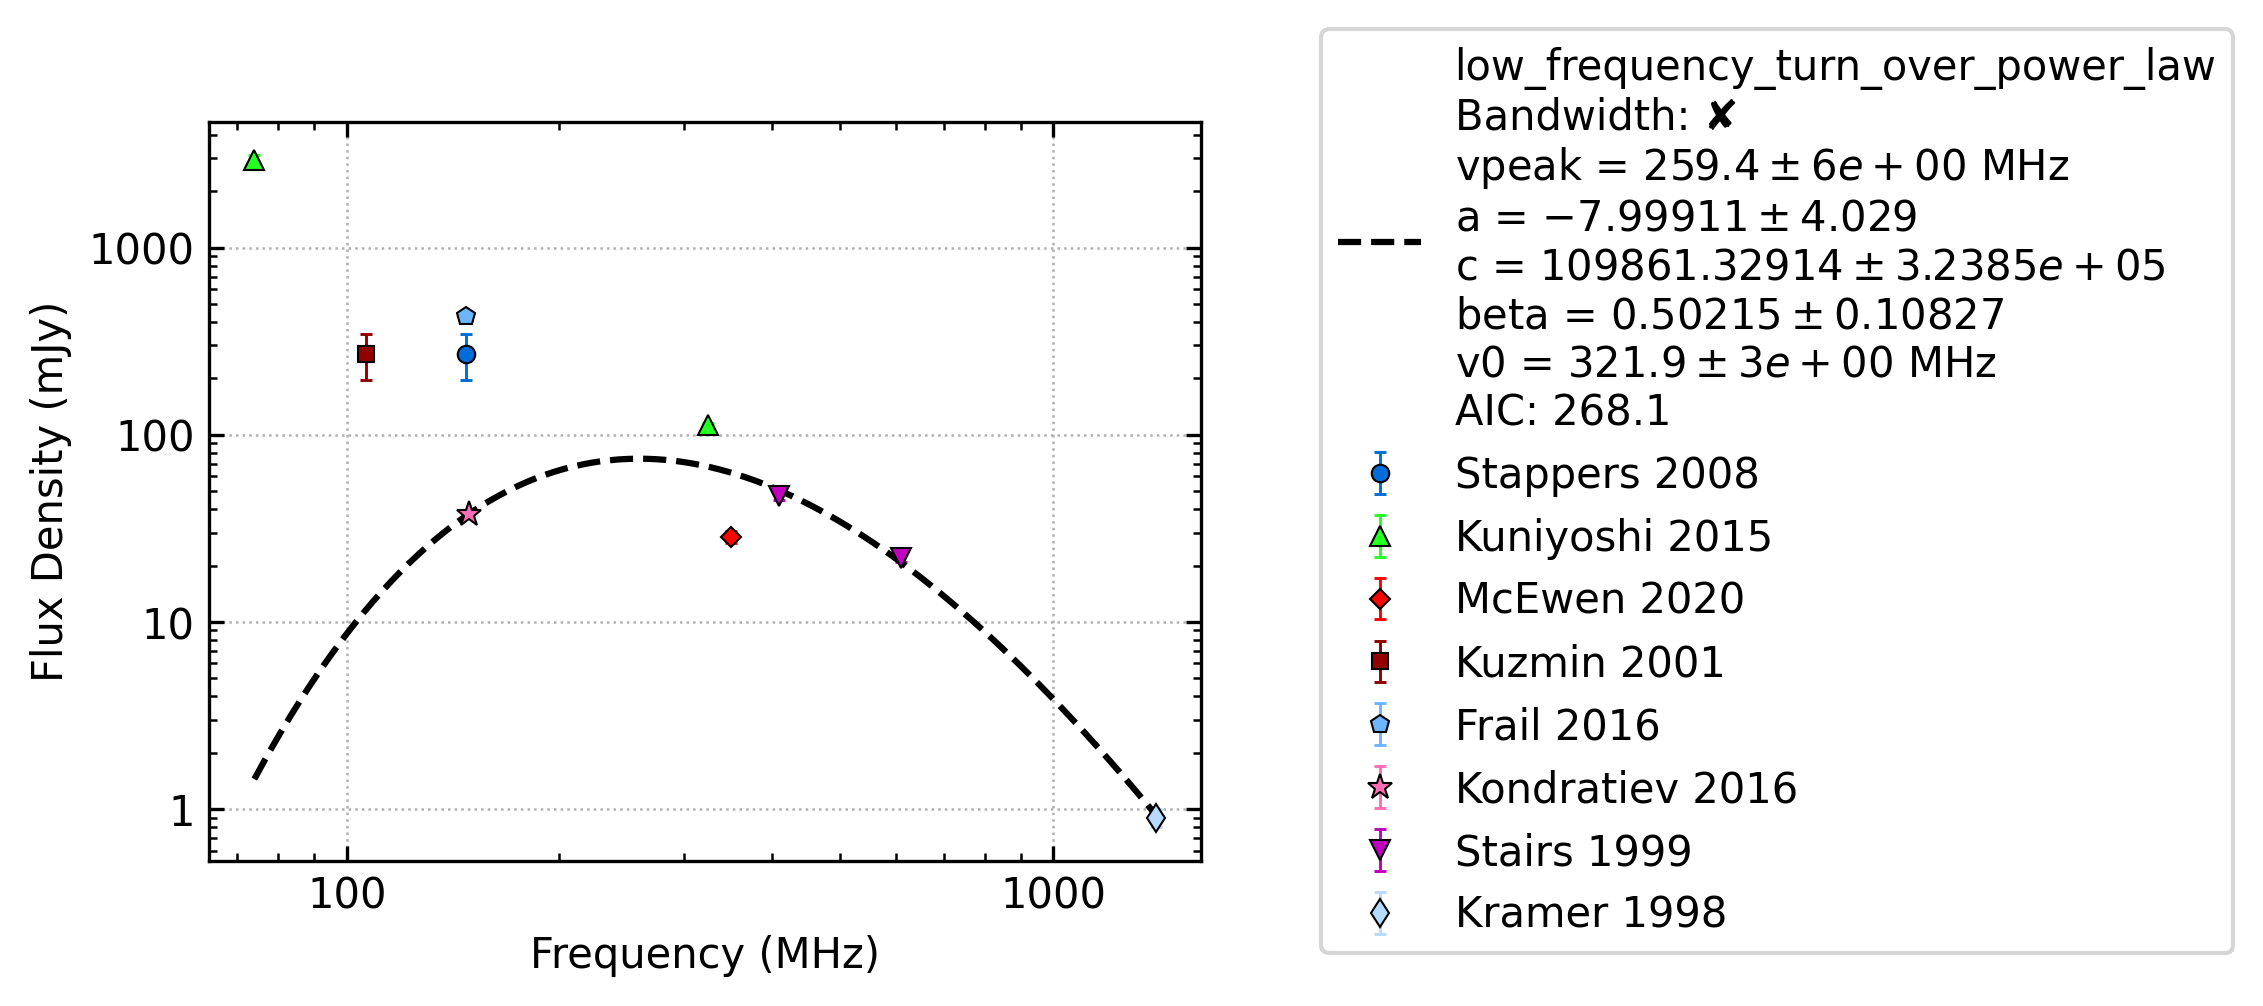 1000
100
10
1
Flux Density (mJy)
100
1000
Frequency (MHz)
low_frequency_turn_over_power_law
Bandwidth: ✘
vpeak = 259.4 ± 6e + 00 MHz
a = −7.99911 ± 4.029
c = 109861.32914 ± 3.2385e + 05
beta = 0.50215 ± 0.10827
v0 = 321.9 ± 3e + 00 MHz
AIC: 268.1
Stappers 2008
Kuniyoshi 2015
McEwen 2020
Kuzmin 2001
Frail 2016
Kondratiev 2016
Stairs 1999
Kramer 1998